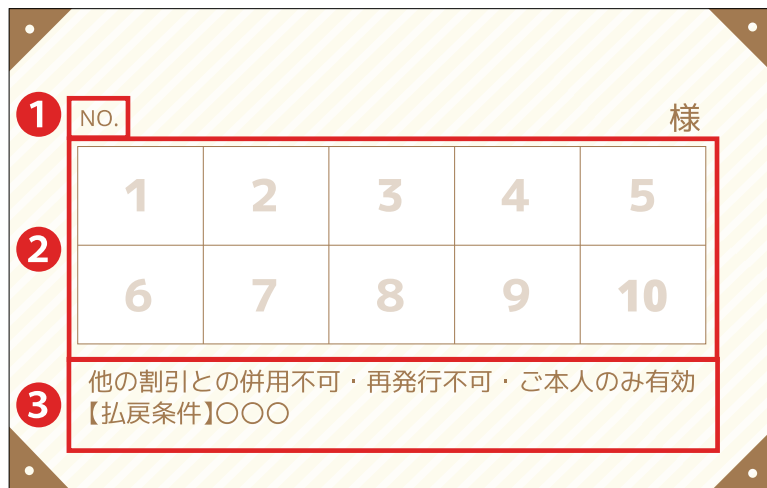 1 NO. 様
2
1 2 3 4 5
6 7 8 9 10
3
他の割引との併用不可・再発行不可・ご本人のみ有効
【払戻条件】〇〇〇